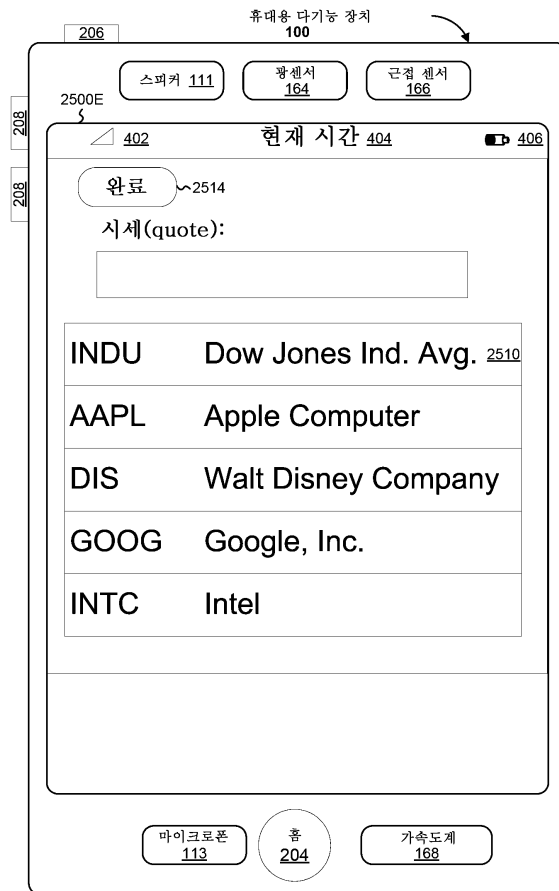 휴대용 다기능 장치
100
206
스피커 111
광센서
164
근접 센서
166
2500E
208
208
402
현재 시간 404
406
완료
2514
시세(quote):
INDU Dow Jones Ind. Avg. 2510
AAPL Apple Computer
DIS Walt Disney Company
GOOG Google, Inc.
INTC Intel
마이크로폰
113
홈
204
가속도계
168